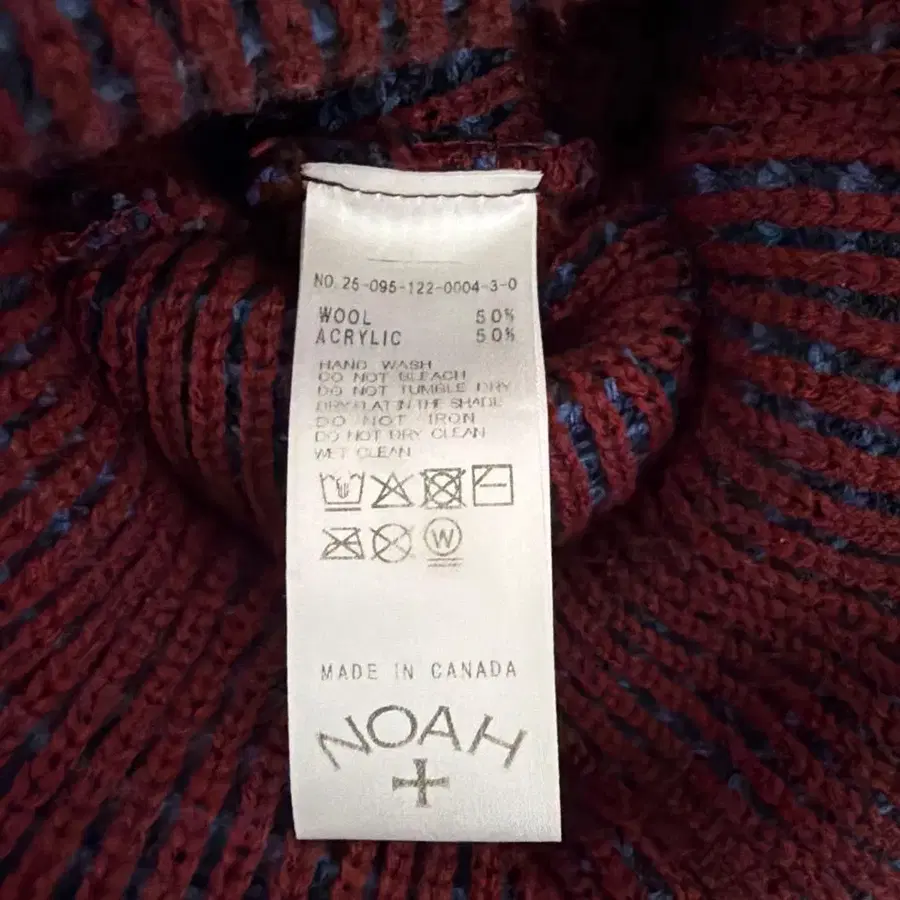 NO. 25-095-122-0004-3-0
WOOL 50%
ACRYLIC 50%
HAND WASH
DO NOT BLEACH
DO NOT TUMBLE DRY
DRY FLAT IN THE SHADE
DO NOT IRON
DO NOT DRY CLEAN
WET CLEAN
W
MADE IN CANADA
NOAH